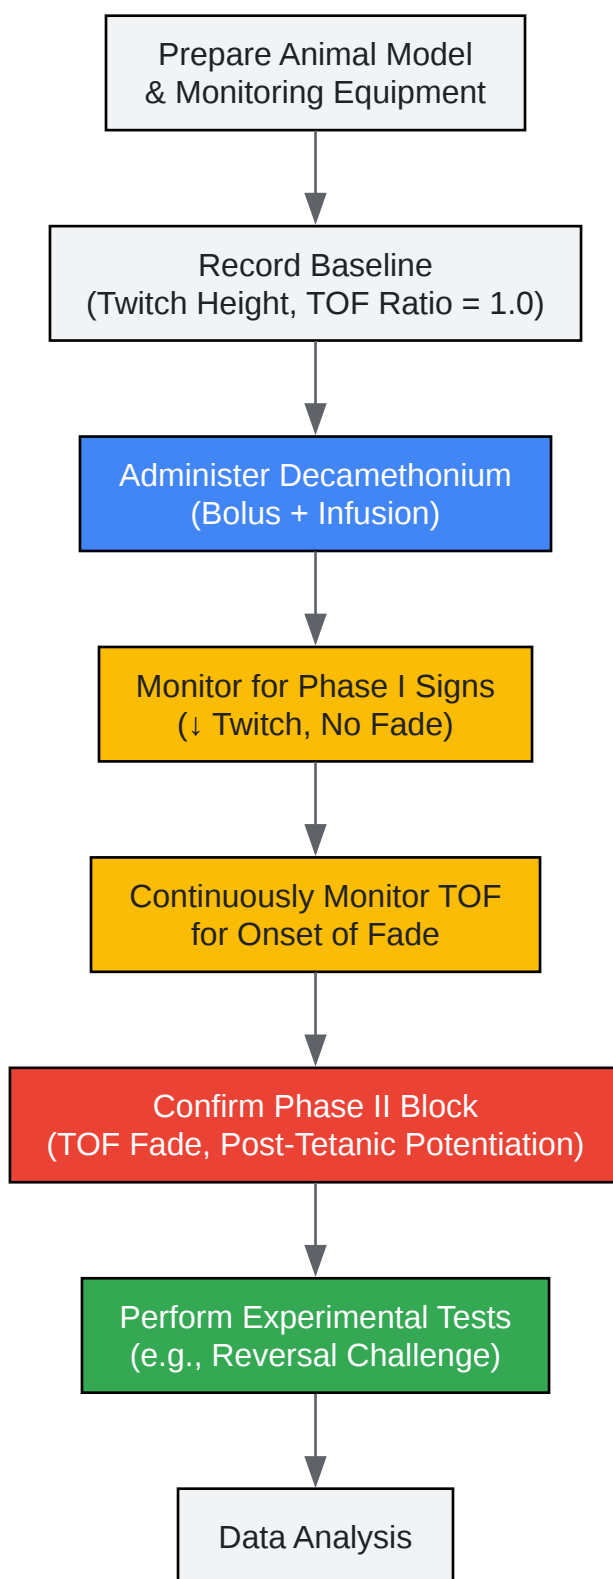 Prepare Animal Model
& Monitoring Equipment
Record Baseline
(Twitch Height, TOF Ratio = 1.0)
Administer Decamethonium
(Bolus + Infusion)
Monitor for Phase I Signs
(↓ Twitch, No Fade)
Continuously Monitor TOF
for Onset of Fade
Confirm Phase II Block
(TOF Fade, Post-Tetanic Potentiation)
Perform Experimental Tests
(e.g., Reversal Challenge)
Data Analysis